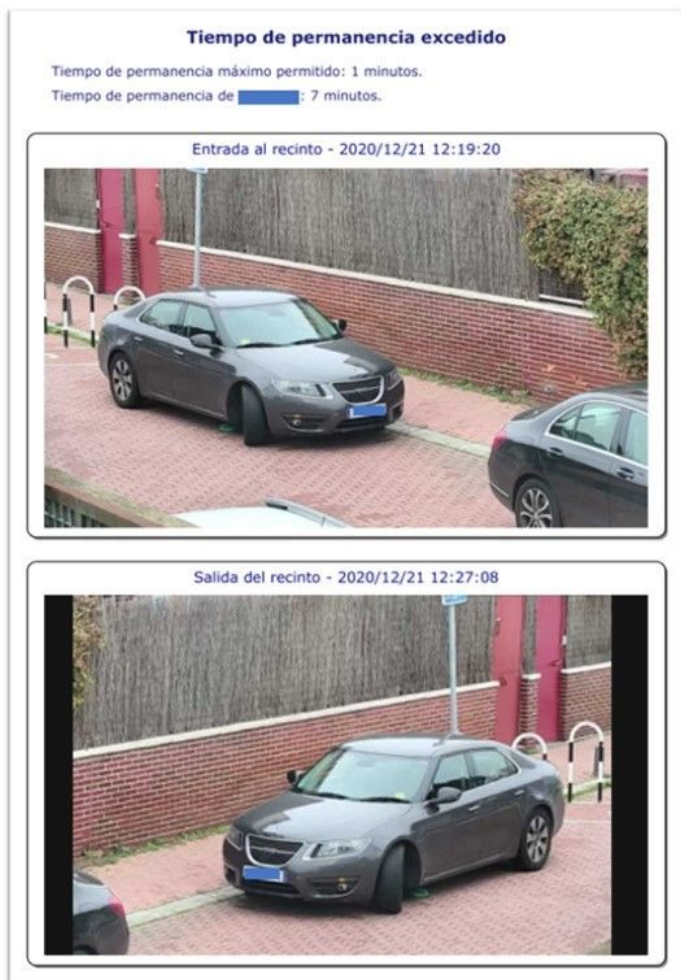 Tiempo de permanencia excedido
Tiempo de permanencia máximo permitido: 1 minutos.
Tiempo de permanencia de : 7 minutos.
Entrada al recinto - 2020/12/21 12:19:20
Salida del recinto - 2020/12/21 12:27:08